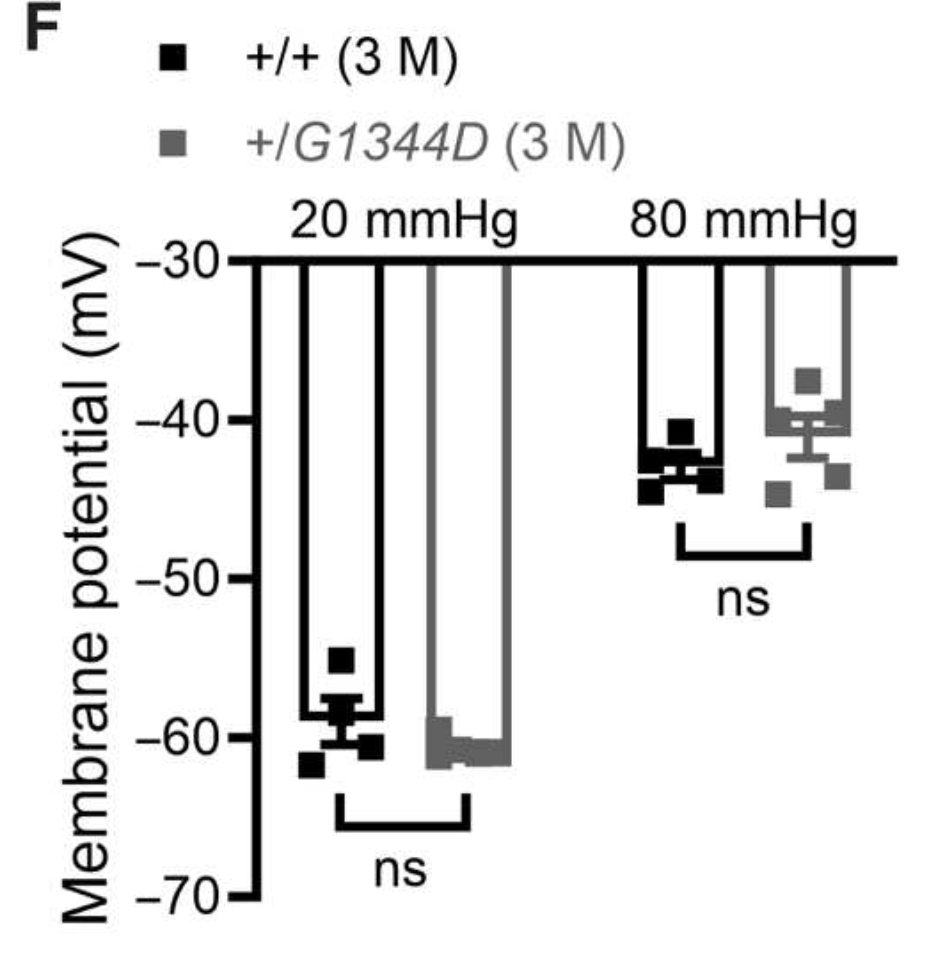 F
+/+ (3 M)
+/G1344D (3 M)
20 mmHg 80 mmHg
Membrane potential (mV)
–30
–40
–50
–60
–70
ns
ns